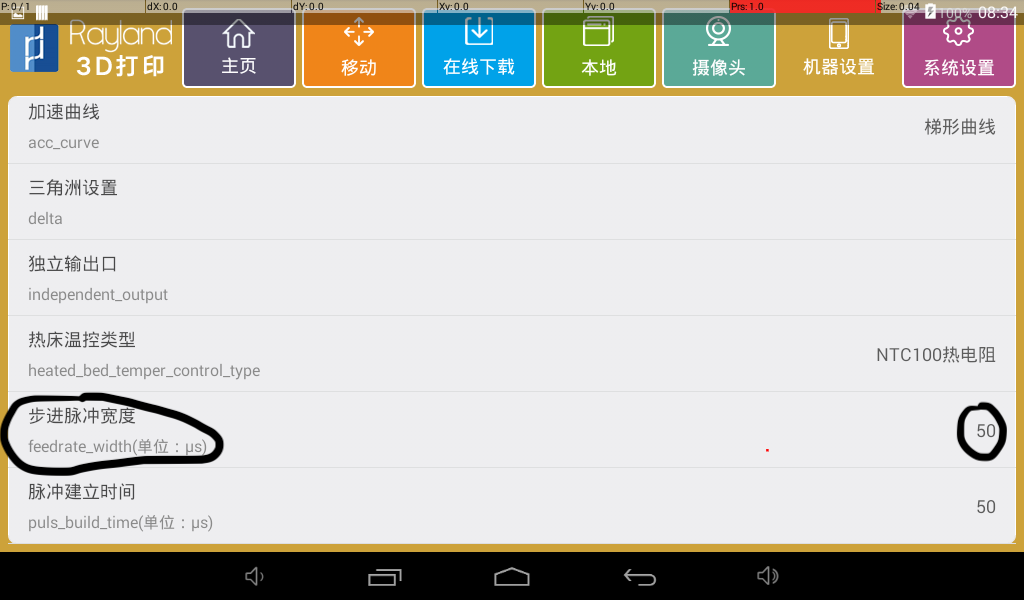 P: 0 / 1 dX: 0.0 dY: 0.0 Xv: 0.0 Yv: 0.0 Prs: 1.0 Size: 0.04
100% 08:34
Rayland
3D打印
主页 移动 在线下载 本地 摄像头 机器设置 系统设置
加速曲线
acc_curve
梯形曲线
三角洲设置
delta
独立输出口
independent_output
热床温控类型
heated_bed_temper_control_type
NTC100热电阻
步进脉冲宽度
feedrate_width(单位：μs)
50
脉冲建立时间
puls_build_time(单位：μs)
50